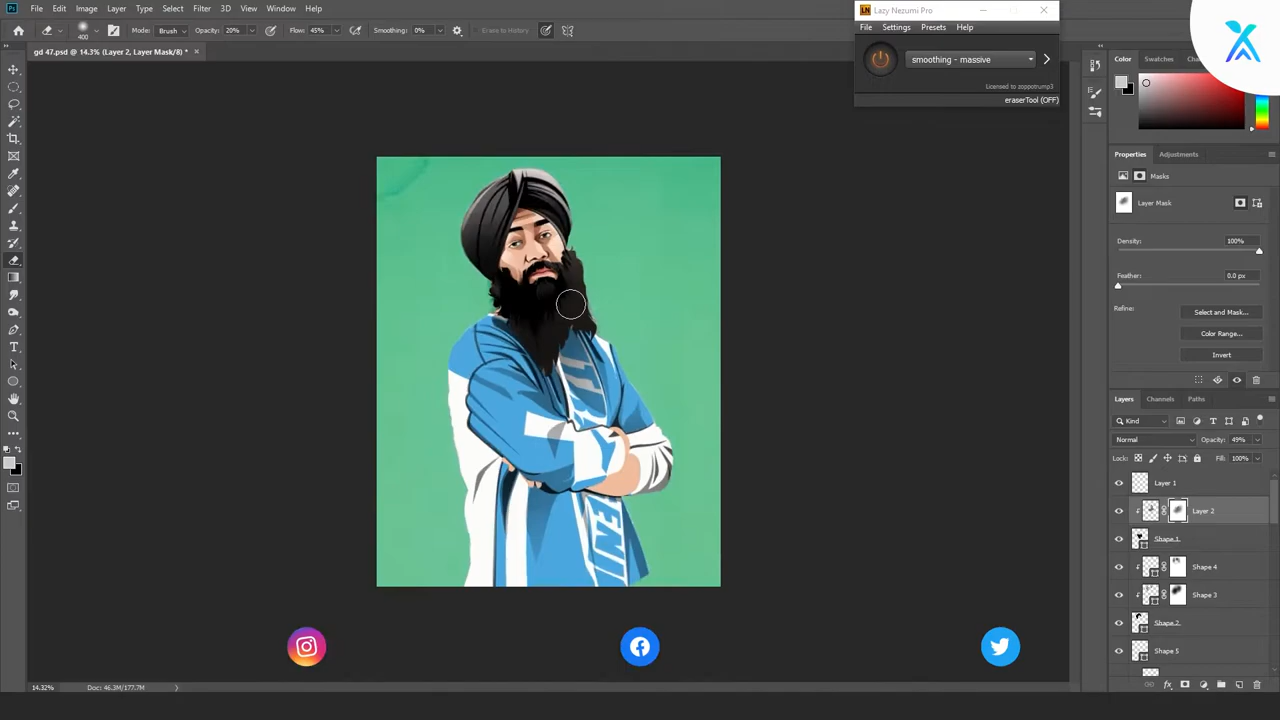 Ps File Edit Image Layer Type Select Filter 3D View Window Help
Lazy Nezumi Pro
File Settings Presets Help
smoothing - massive
Licensed to zoppotrump3
eraserTool (OFF)
400 Mode: Brush Opacity: 20% Flow: 45% Smoothing: 0% Erase to History
gd 47.psd @ 14.3% (Layer 2, Layer Mask/8) *
Color Swatches
Properties Adjustments
Masks
Layer Mask
Density: 100%
Feather: 0.0 px
Refine: Select and Mask...
Color Range...
Invert
Layers Channels Paths
Kind
Normal Opacity: 49%
Lock: Fill: 100%
Layer 1
Layer 2
Shape 1
Shape 4
Shape 3
Shape 2
Shape 5
ENI
14.32% Doc: 46.3M/177.7M